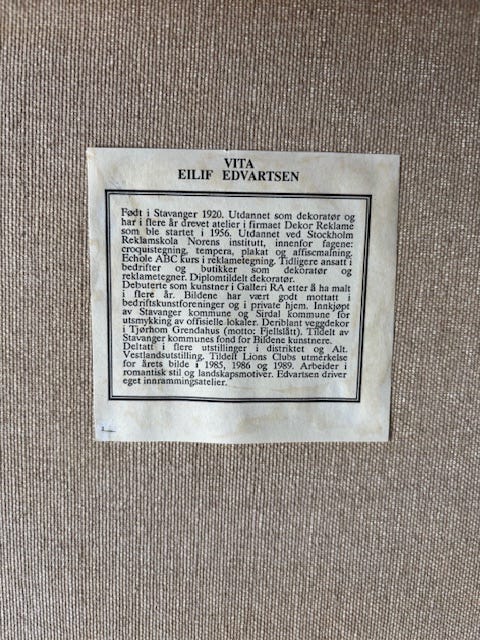 VITA
EILIF EDVARTSEN
Født i Stavanger 1920. Utdannet som dekoratør og
har i flere år drevet atelier i firmaet Dekor Reklame
som ble startet i 1956. Utdannet ved Stockholm
Reklamskola Norens institutt, innenfor fagene:
croquistegning, tempera, plakat og affiscmalning.
Echole ABC kurs i reklametegning. Tidligere ansatt i
bedrifter og butikker som dekoratør og
reklametegner. Diplomtildelt dekoratør.
Debuterte som kunstner i Galleri RA etter å ha malt
i flere år. Bildene har vært godt mottatt i
bedriftskunstforeninger og i private hjem. Innkjøpt
av Stavanger kommune og Sirdal kommune for
utsmykking av offisielle lokaler. Deriblant veggdekor
i Tjørhom Grendahus (motto: Fjellslått). Tildelt av
Stavanger kommunes fond for Bildene kunstnere.
Deltatt i flere utstillinger i distriktet og Alt.
Vestlandsutstilling. Tildelt Lions Clubs utmerkelse
for årets bilde i 1985, 1986 og 1989. Arbeider i
romantisk stil og landskapsmotiver. Edvartsen driver
eget innrammingsatelier.